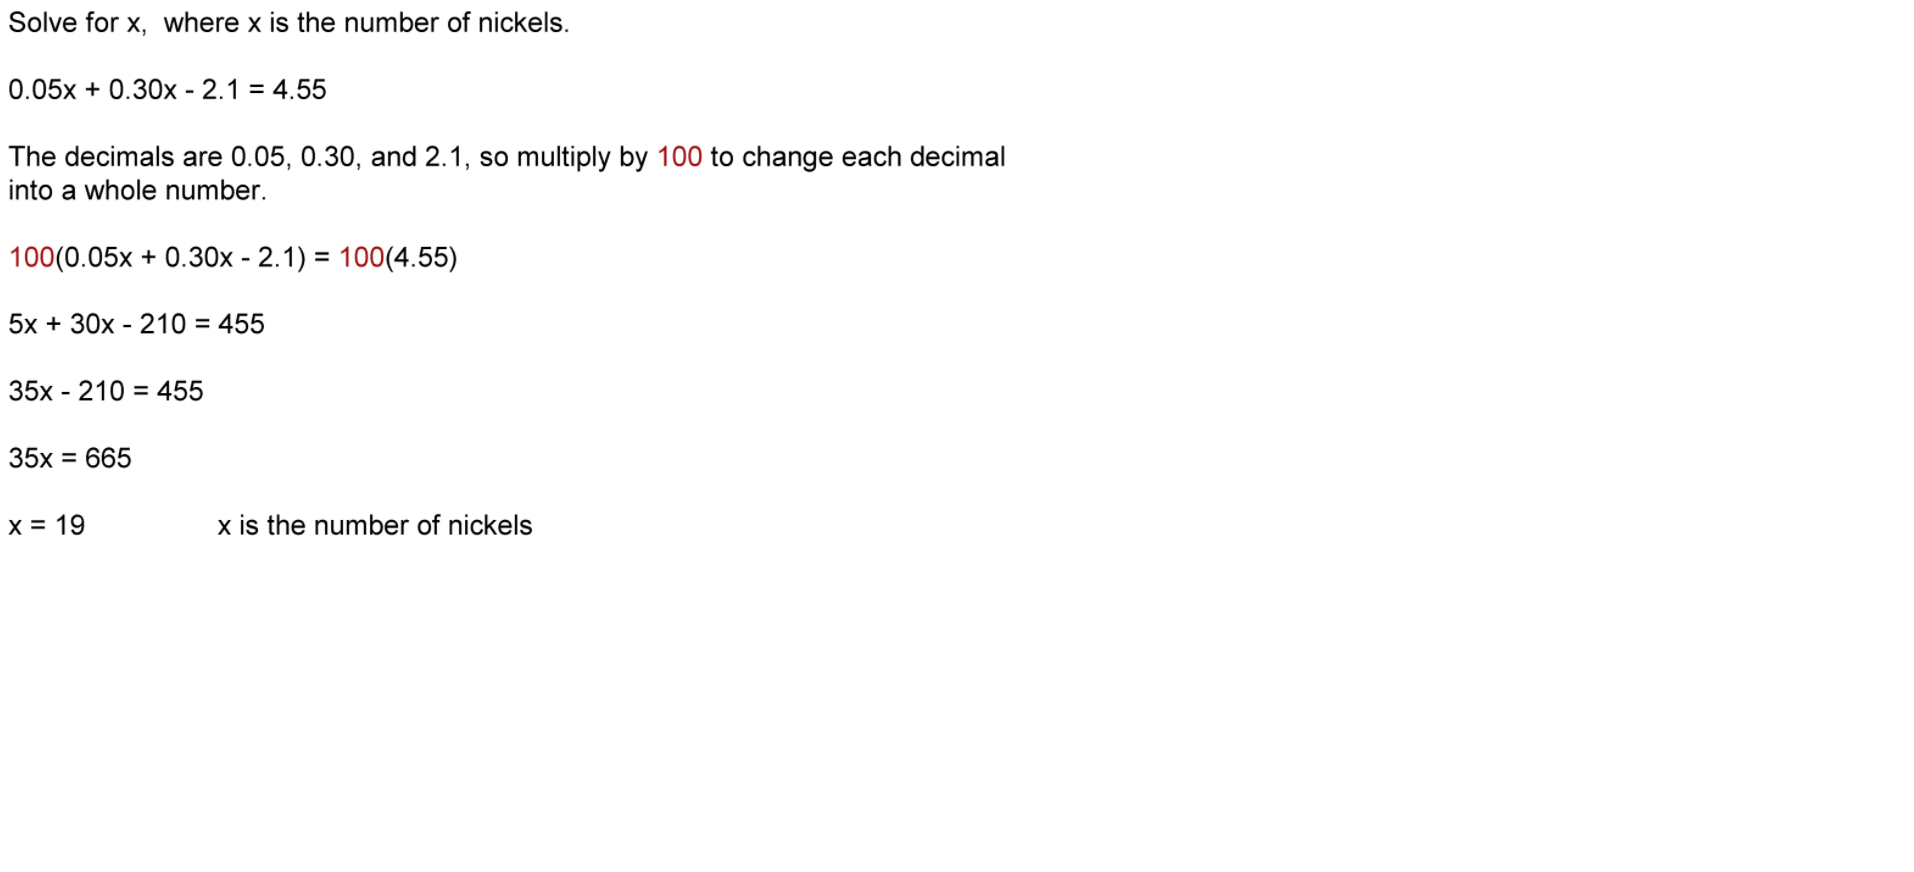 Solve for x,  where x is the number of nickels.
0.05x + 0.30x - 2.1 = 4.55
The decimals are 0.05, 0.30, and 2.1, so multiply by 100 to change each decimal
into a whole number.
100(0.05x + 0.30x - 2.1) = 100(4.55)
5x + 30x - 210 = 455
35x - 210 = 455
35x = 665
x = 19 x is the number of nickels